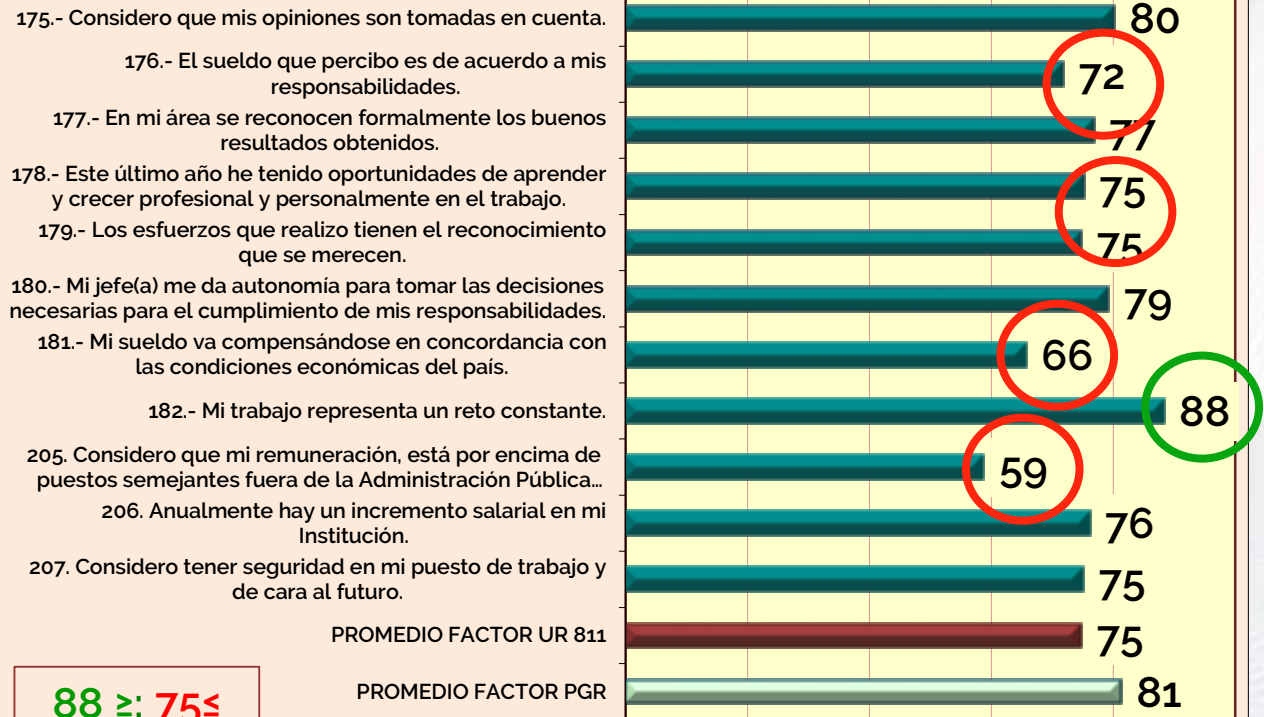 175.- Considero que mis opiniones son tomadas en cuenta.
80
176.- El sueldo que percibo es de acuerdo a mis
responsabilidades.
72
177.- En mi área se reconocen formalmente los buenos
resultados obtenidos.
77
178.- Este último año he tenido oportunidades de aprender
y crecer profesional y personalmente en el trabajo.
75
179.- Los esfuerzos que realizo tienen el reconocimiento
que se merecen.
75
180.- Mi jefe(a) me da autonomía para tomar las decisiones
necesarias para el cumplimiento de mis responsabilidades.
79
181.- Mi sueldo va compensándose en concordancia con
las condiciones económicas del país.
66
182.- Mi trabajo representa un reto constante.
88
205. Considero que mi remuneración, está por encima de
puestos semejantes fuera de la Administración Pública...
59
206. Anualmente hay un incremento salarial en mi
Institución.
76
207. Considero tener seguridad en mi puesto de trabajo y
de cara al futuro.
75
PROMEDIO FACTOR UR 811
75
PROMEDIO FACTOR PGR
81
88 ≥; 75≤